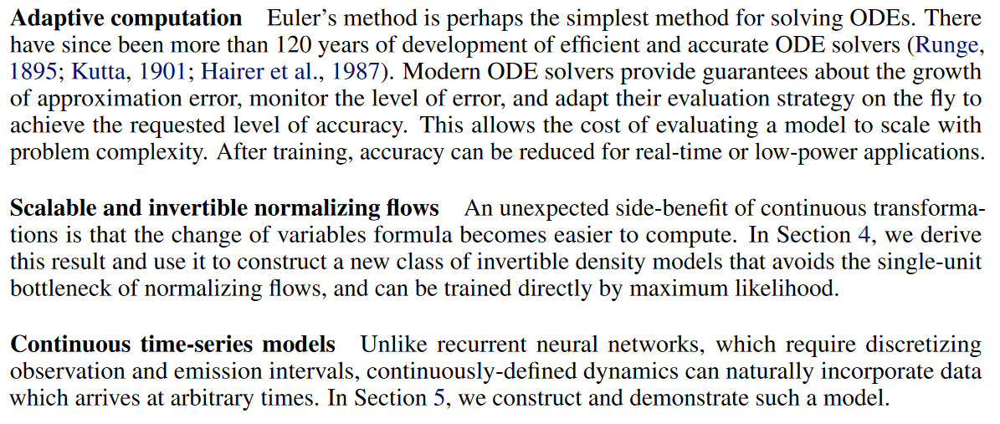 Adaptive computation Euler's method is perhaps the simplest method for solving ODEs. There
have since been more than 120 years of development of efficient and accurate ODE solvers (Runge,
1895; Kutta, 1901; Hairer et al., 1987). Modern ODE solvers provide guarantees about the growth
of approximation error, monitor the level of error, and adapt their evaluation strategy on the fly to
achieve the requested level of accuracy. This allows the cost of evaluating a model to scale with
problem complexity. After training, accuracy can be reduced for real-time or low-power applications.
Scalable and invertible normalizing flows An unexpected side-benefit of continuous transforma-
tions is that the change of variables formula becomes easier to compute. In Section 4, we derive
this result and use it to construct a new class of invertible density models that avoids the single-unit
bottleneck of normalizing flows, and can be trained directly by maximum likelihood.
Continuous time-series models Unlike recurrent neural networks, which require discretizing
observation and emission intervals, continuously-defined dynamics can naturally incorporate data
which arrives at arbitrary times. In Section 5, we construct and demonstrate such a model.